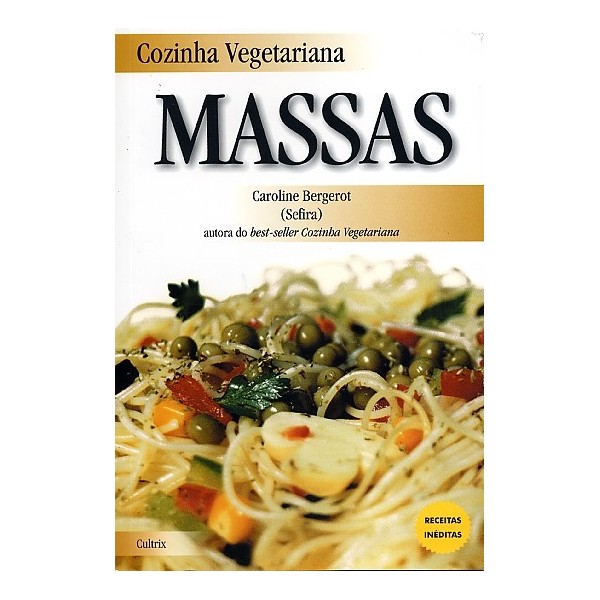 Cozinha Vegetariana
MASSAS
Caroline Bergerot
(Sefira)
autora do best-seller Cozinha Vegetariana
RECEITAS
INÉDITAS
Cultrix